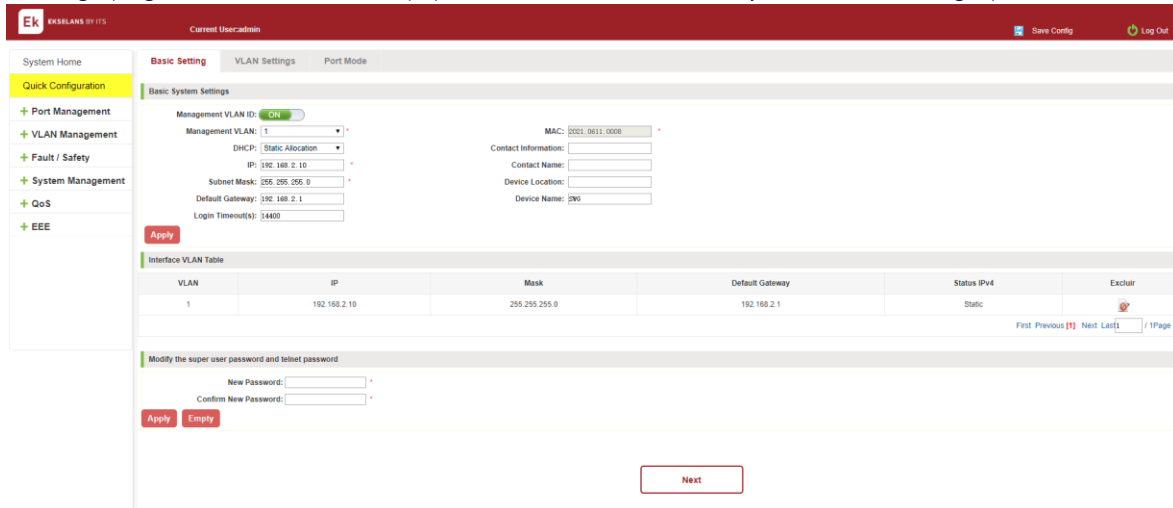 Ek EKSELANS BY ITS
Current User:admin
Save Config
Log Out
System Home
Quick Configuration
+ Port Management
+ VLAN Management
+ Fault / Safety
+ System Management
+ QoS
+ EEE
Basic Setting VLAN Settings Port Mode
Basic System Settings
Management VLAN ID: ON
Management VLAN: 1 *
MAC: 2021.0611.0008 *
DHCP: Static Allocation
Contact Information:
IP: 192.168.2.10 *
Contact Name:
Subnet Mask: 255.255.255.0 *
Device Location:
Default Gateway: 192.168.2.1
Device Name: SWG
Login Timeout(s): 14400
Apply
Interface VLAN Table
VLAN IP Mask Default Gateway Status IPv4 Excluir
1 192.168.2.10 255.255.255.0 192.168.2.1 Static
First Previous [1] Next Last 1 / 1Page
Modify the super user password and telnet password
New Password: *
Confirm New Password: *
Apply Empty
Next